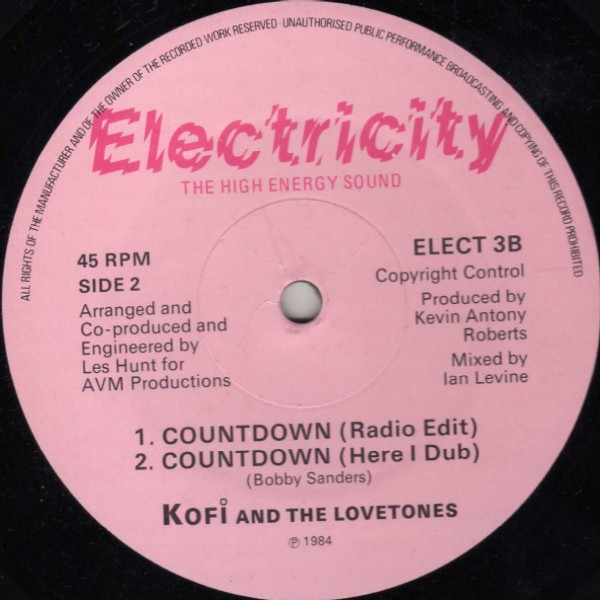 ALL RIGHTS OF THE MANUFACTURER AND OF THE OWNER OF THE RECORDED WORK RESERVED · UNAUTHORISED PUBLIC PERFORMANCE BROADCASTING AND COPYING OF THIS RECORD PROHIBITED
Electricity
THE HIGH ENERGY SOUND
45 RPM
SIDE 2
Arranged and
Co-produced and
Engineered by
Les Hunt for
AVM Productions
ELECT 3B
Copyright Control
Produced by
Kevin Antony
Roberts
Mixed by
Ian Levine
1. COUNTDOWN (Radio Edit)
2. COUNTDOWN (Here I Dub)
(Bobby Sanders)
KOFI AND THE LOVETONES
℗ 1984